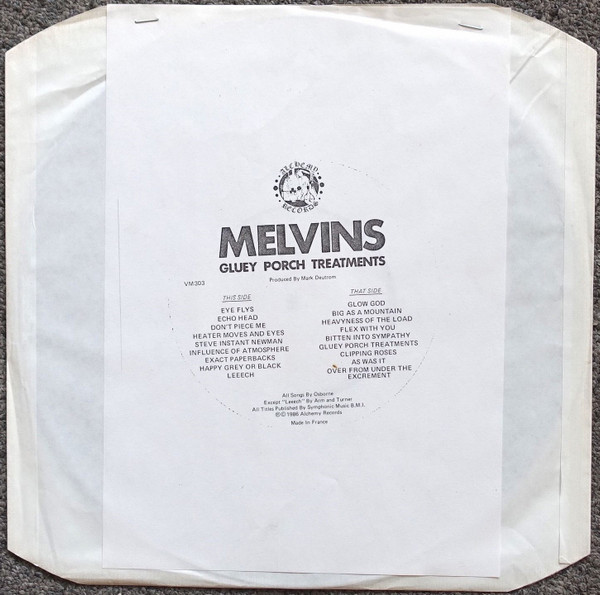 ALCHEMY
RECORDS
MELVINS
GLUEY PORCH TREATMENTS
Produced By Mark Deutrom
VM303
THIS SIDE
EYE FLYS
ECHO HEAD
DON'T PIECE ME
HEATER MOVES AND EYES
STEVE INSTANT NEWMAN
INFLUENCE OF ATMOSPHERE
EXACT PAPERBACKS
HAPPY GREY OR BLACK
LEEECH
THAT SIDE
GLOW GOD
BIG AS A MOUNTAIN
HEAVYNESS OF THE LOAD
FLEX WITH YOU
BITTEN INTO SYMPATHY
GLUEY PORCH TREATMENTS
CLIPPING ROSES
AS WAS IT
OVER FROM UNDER THE
EXCREMENT
All Songs By Osborne
Except "Leeech" By Arm and Turner
All Titles Published By Symphonic Music B.M.I.
℗© 1986 Alchemy Records
Made In France